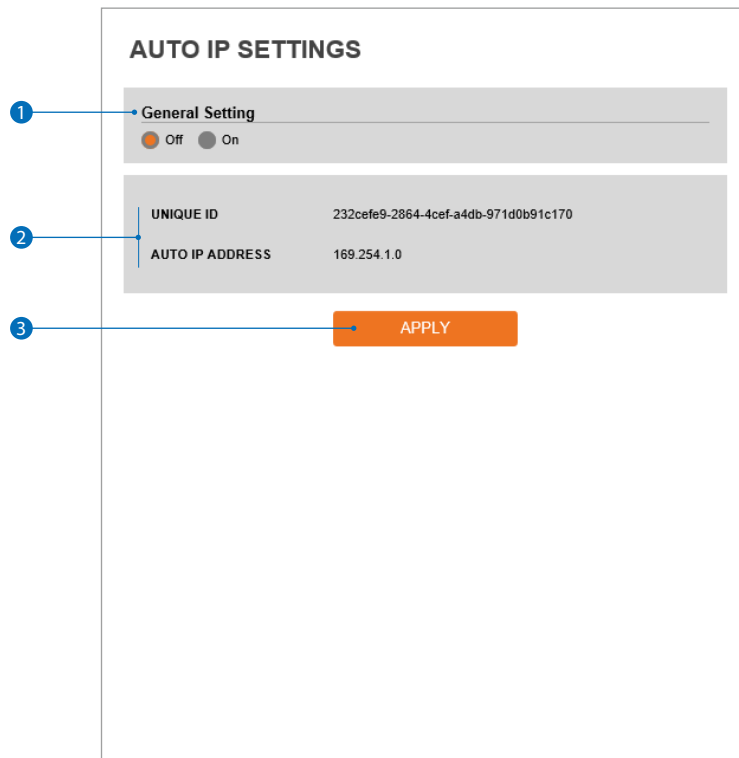 AUTO IP SETTINGS
1
General Setting
Off On
2
UNIQUE ID 232cefe9-2864-4cef-a4db-971d0b91c170
AUTO IP ADDRESS 169.254.1.0
3
APPLY